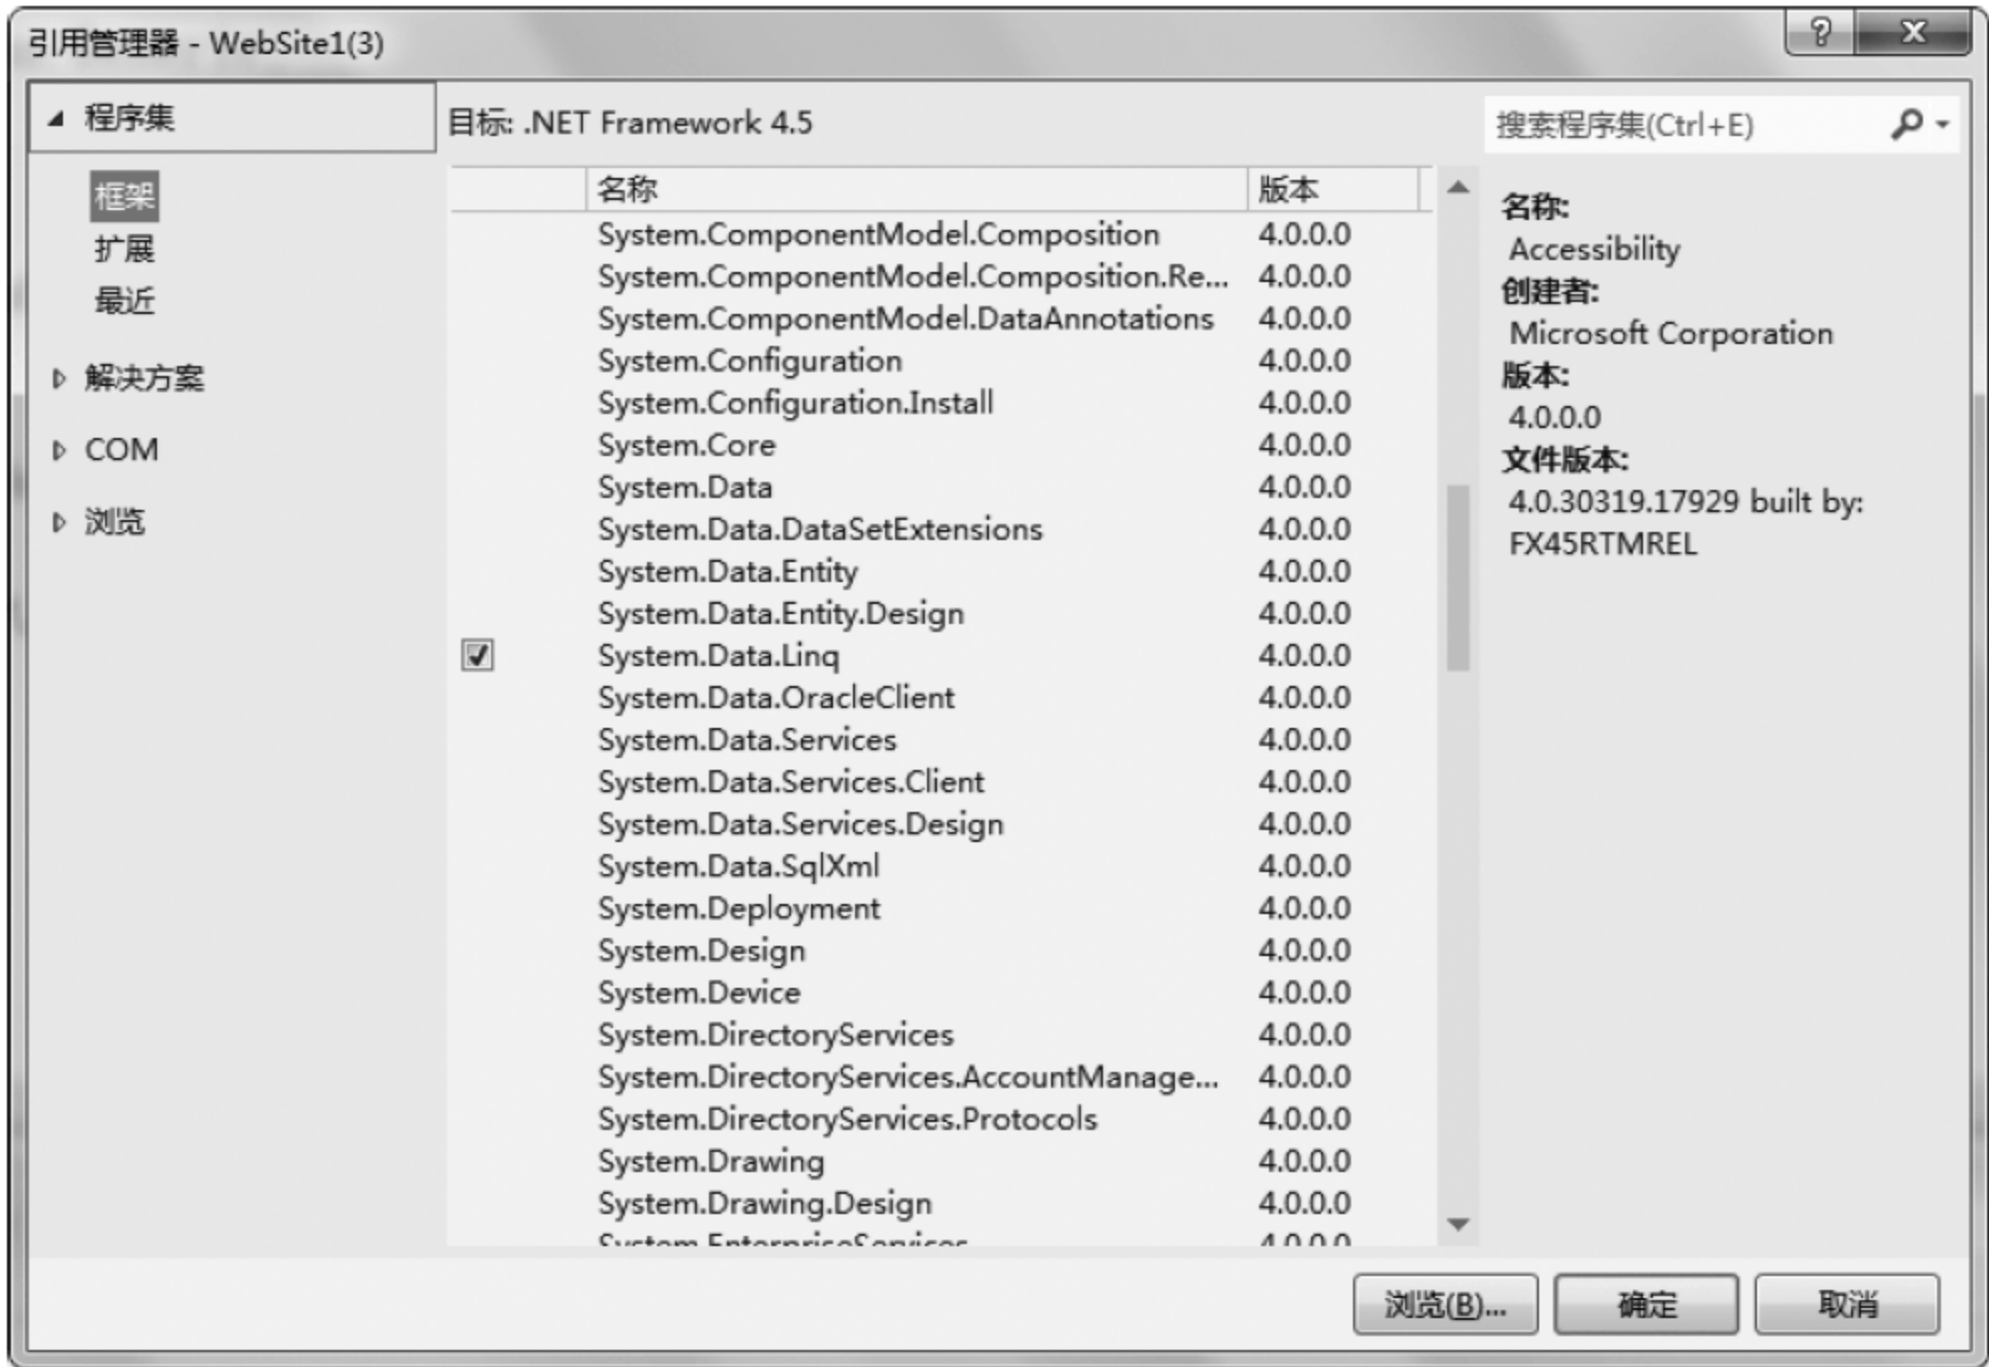 引用管理器 - WebSite1(3)
程序集
框架
扩展
最近
解决方案
COM
浏览
目标: .NET Framework 4.5
搜索程序集(Ctrl+E)
名称 版本
System.ComponentModel.Composition 4.0.0.0
System.ComponentModel.Composition.Re... 4.0.0.0
System.ComponentModel.DataAnnotations 4.0.0.0
System.Configuration 4.0.0.0
System.Configuration.Install 4.0.0.0
System.Core 4.0.0.0
System.Data 4.0.0.0
System.Data.DataSetExtensions 4.0.0.0
System.Data.Entity 4.0.0.0
System.Data.Entity.Design 4.0.0.0
System.Data.Linq 4.0.0.0
System.Data.OracleClient 4.0.0.0
System.Data.Services 4.0.0.0
System.Data.Services.Client 4.0.0.0
System.Data.Services.Design 4.0.0.0
System.Data.SqlXml 4.0.0.0
System.Deployment 4.0.0.0
System.Design 4.0.0.0
System.Device 4.0.0.0
System.DirectoryServices 4.0.0.0
System.DirectoryServices.AccountManage... 4.0.0.0
System.DirectoryServices.Protocols 4.0.0.0
System.Drawing 4.0.0.0
System.Drawing.Design 4.0.0.0
System.EnterpriseServices 4.0.0.0
名称:
Accessibility
创建者:
Microsoft Corporation
版本:
4.0.0.0
文件版本:
4.0.30319.17929 built by:
FX45RTMREL
浏览(B)... 确定 取消